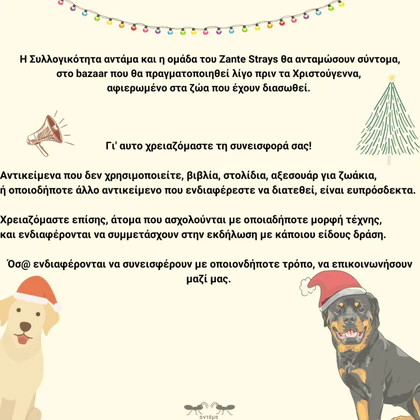 Η Συλλογικότητα αντάμα και η ομάδα του Zante Strays θα ανταμώσουν σύντομα,
στο bazaar που θα πραγματοποιηθεί λίγο πριν τα Χριστούγεννα,
αφιερωμένο στα ζώα που έχουν διασωθεί.
Γι' αυτο χρειαζόμαστε τη συνεισφορά σας!
Αντικείμενα που δεν χρησιμοποιείτε, βιβλία, στολίδια, αξεσουάρ για ζωάκια,
ή οποιοδήποτε άλλο αντικείμενο που ενδιαφέρεστε να διατεθεί, είναι ευπρόσδεκτα.
Χρειαζόμαστε επίσης, άτομα που ασχολούνται με οποιαδήποτε μορφή τέχνης,
και ενδιαφέρονται να συμμετάσχουν στην εκδήλωση με κάποιου είδους δράση.
Όσ@ ενδιαφέρονται να συνεισφέρουν με οποιονδήποτε τρόπο, να επικοινωνήσουν
μαζί μας.
αντάμα